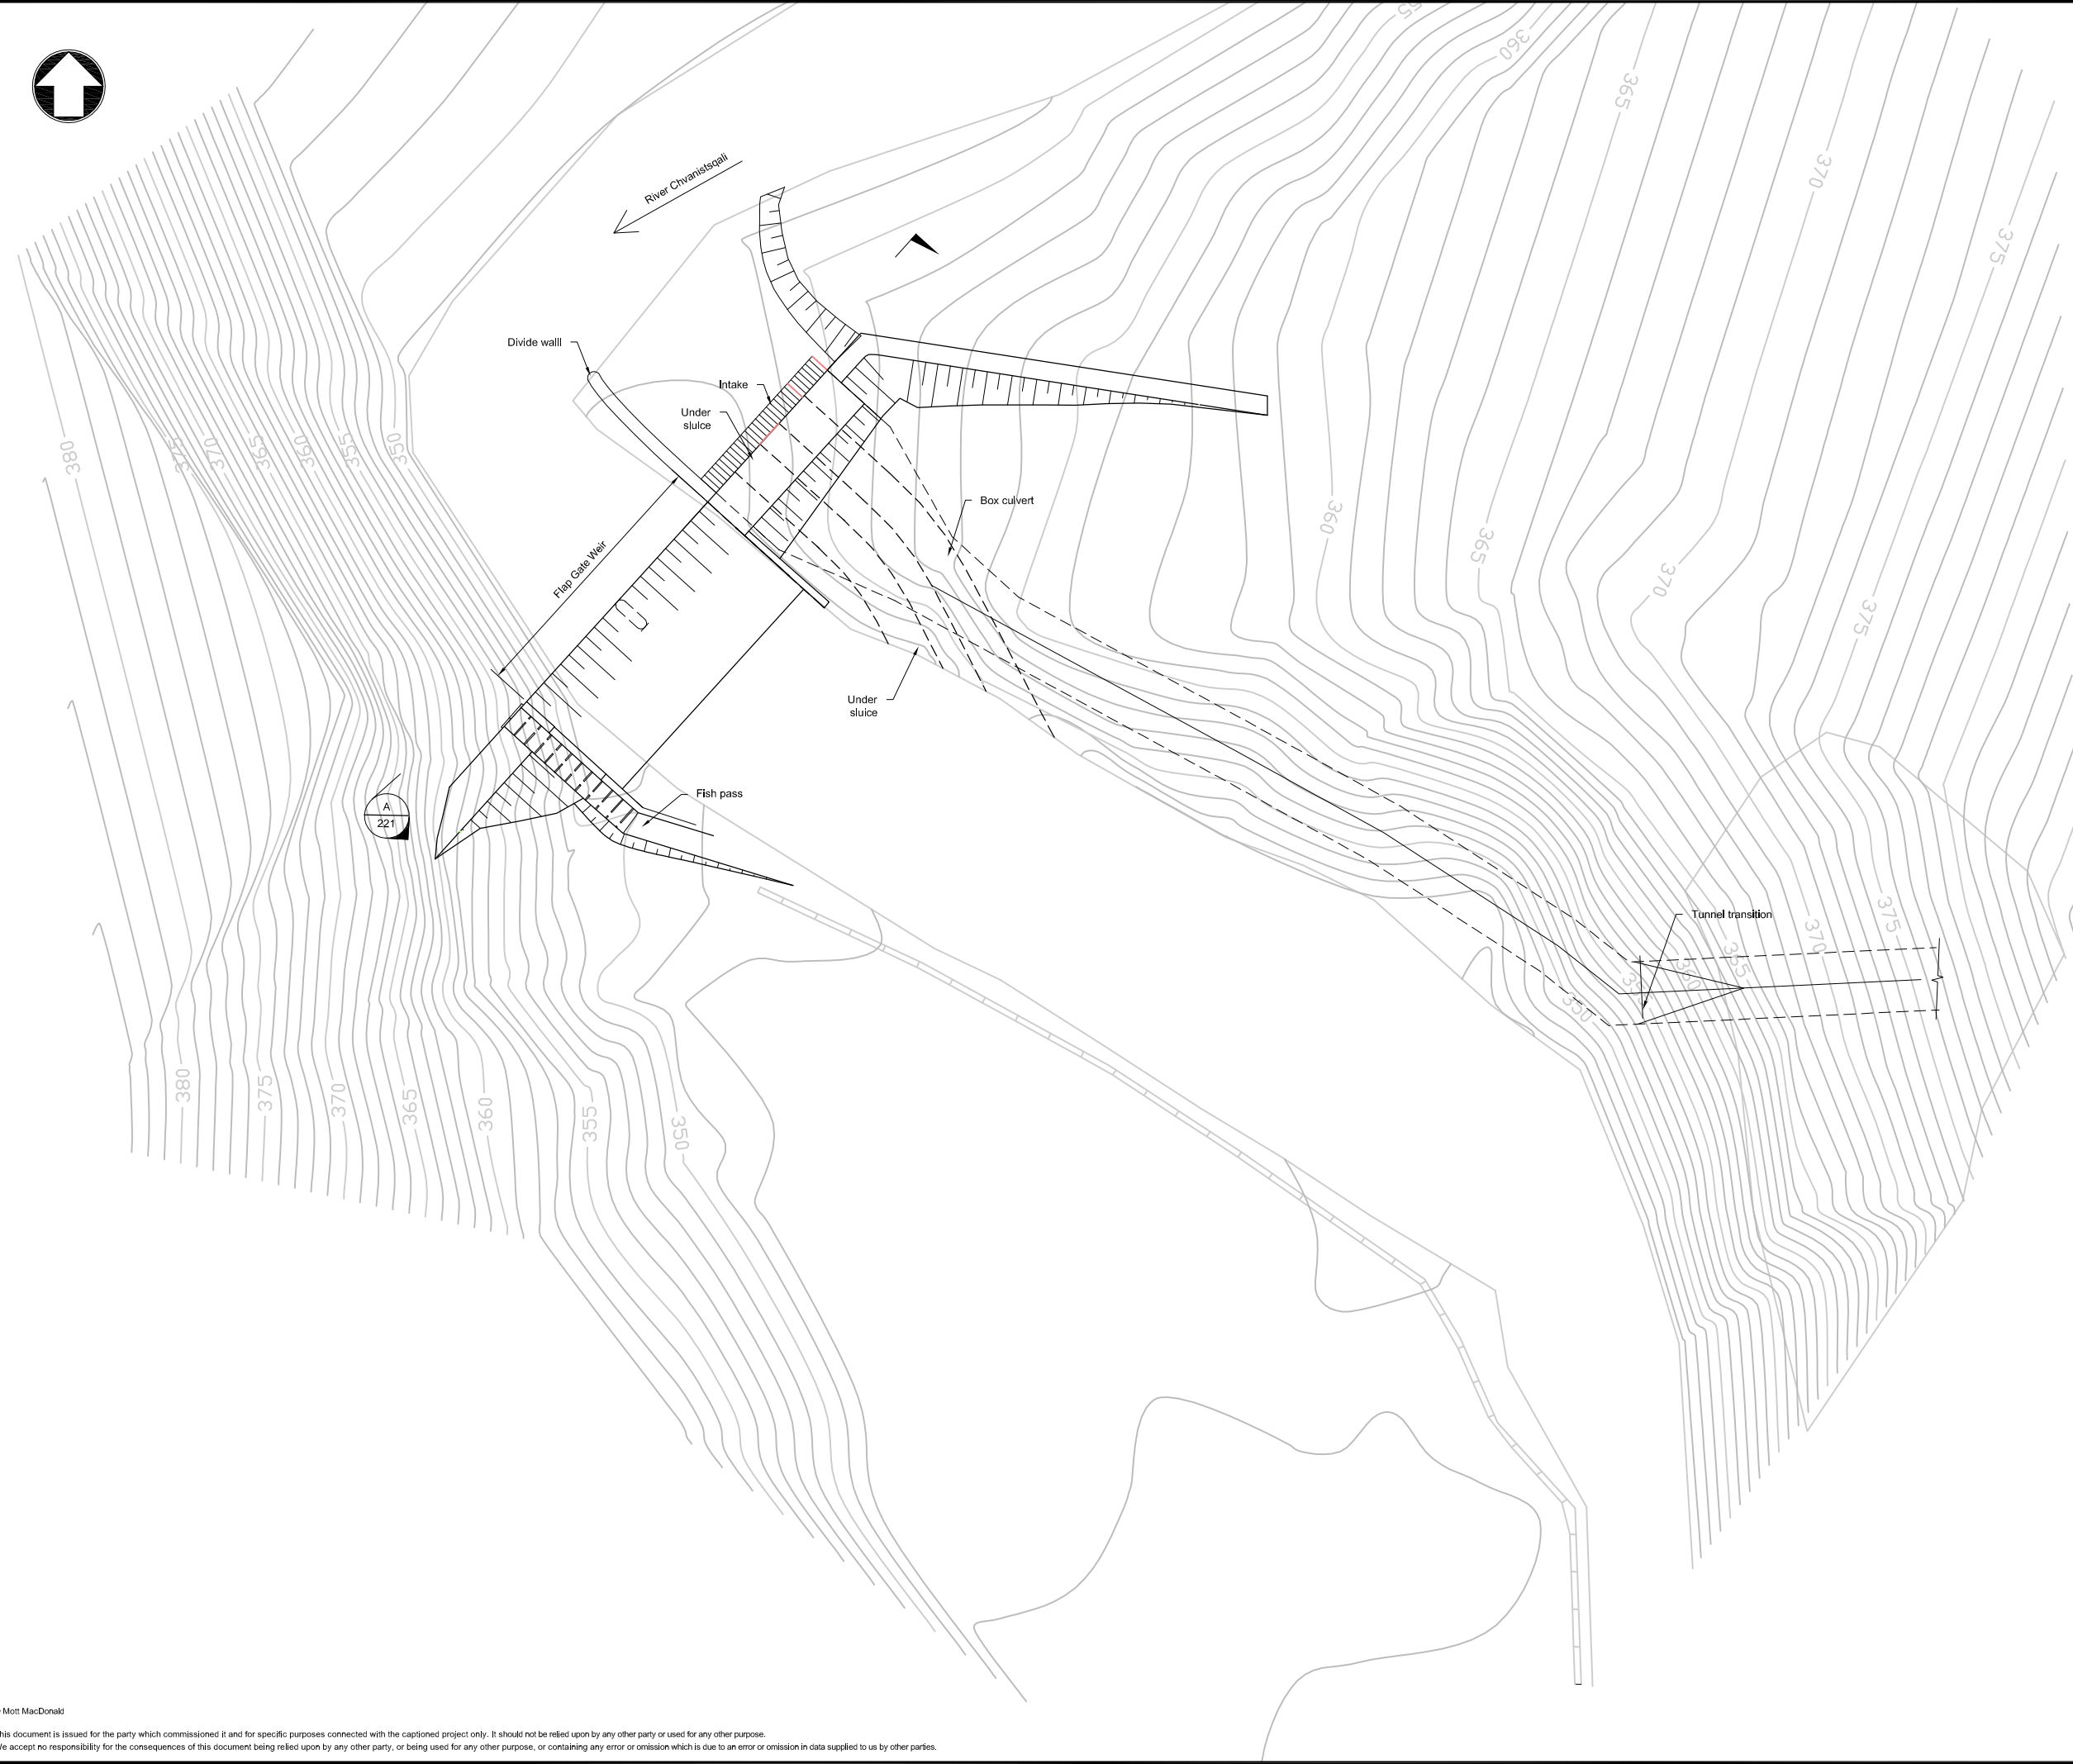 55
360
365
370
375
River Chvanistsqali
Divide walll
Intake
Under
sluice
380
375
370
365
360
355
350
Box culvert
360
365
370
375
Flap Gate Weir
Under
sluice
Fish pass
A
221
Tunnel transition
375
370
365
360
355
350
380
375
370
365
360
355
350
Mott MacDonald
his document is issued for the party which commissioned it and for specific purposes connected with the captioned project only. It should not be relied upon by any other party or used for any other purpose.
We accept no responsibility for the consequences of this document being relied upon by any other party, or being used for any other purpose, or containing any error or omission which is due to an error or omission in data supplied to us by other parties.